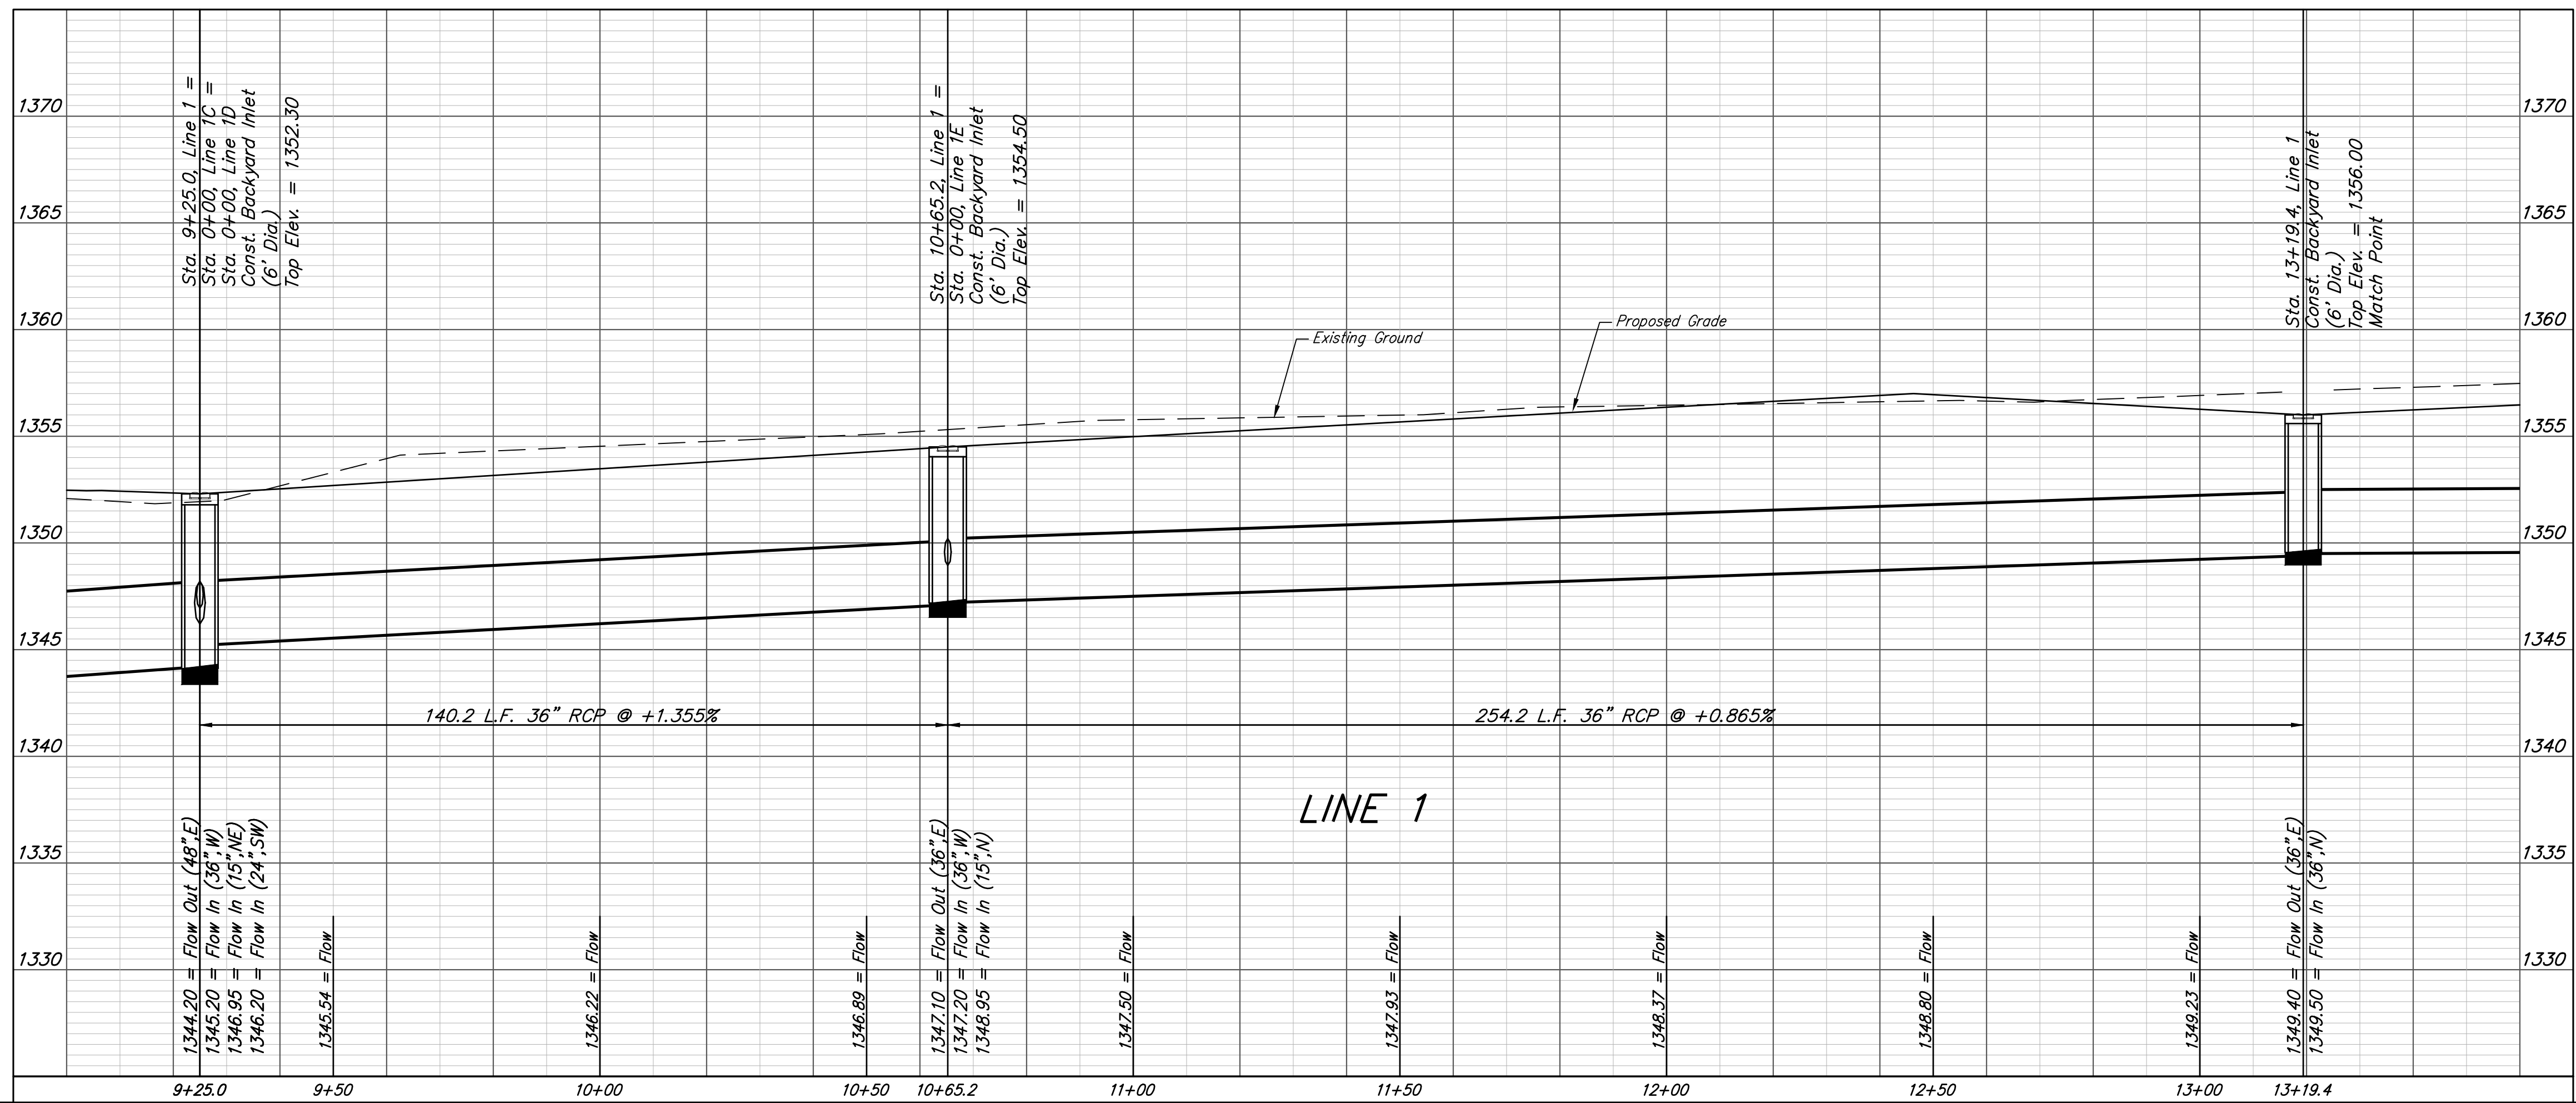 1370
1365
1360
1355
1350
1345
1340
1335
1330
Sta. 9+25.0, Line 1 =
Sta. 0+00, Line 1C =
Sta. 0+00, Line 1D
Const. Backyard Inlet
(6' Dia.)
Top Elev. = 1352.30
Sta. 10+65.2, Line 1 =
Sta. 0+00, Line 1E
Const. Backyard Inlet
(6' Dia.)
Top Elev. = 1354.50
Sta. 13+19.4, Line 1
Const. Backyard Inlet
(6' Dia.)
Top Elev. = 1356.00
Match Point
1370
1365
1360
1355
1350
1345
1340
1335
1330
Existing Ground
Proposed Grade
140.2 L.F. 36" RCP @ +1.355%
254.2 L.F. 36" RCP @ +0.865%
LINE 1
1344.20 = Flow Out (48",E)
1345.20 = Flow In (36",W)
1346.95 = Flow In (15",NE)
1346.20 = Flow In (24",SW)
1345.54 = Flow
1346.22 = Flow
1346.89 = Flow
1347.10 = Flow Out (36",E)
1347.20 = Flow In (36",W)
1348.95 = Flow In (15",N)
1347.50 = Flow
1347.93 = Flow
1348.37 = Flow
1348.80 = Flow
1349.23 = Flow
1349.40 = Flow Out (36",E)
1349.50 = Flow In (36",N)
9+25.0
9+50
10+00
10+50
10+65.2
11+00
11+50
12+00
12+50
13+00
13+19.4